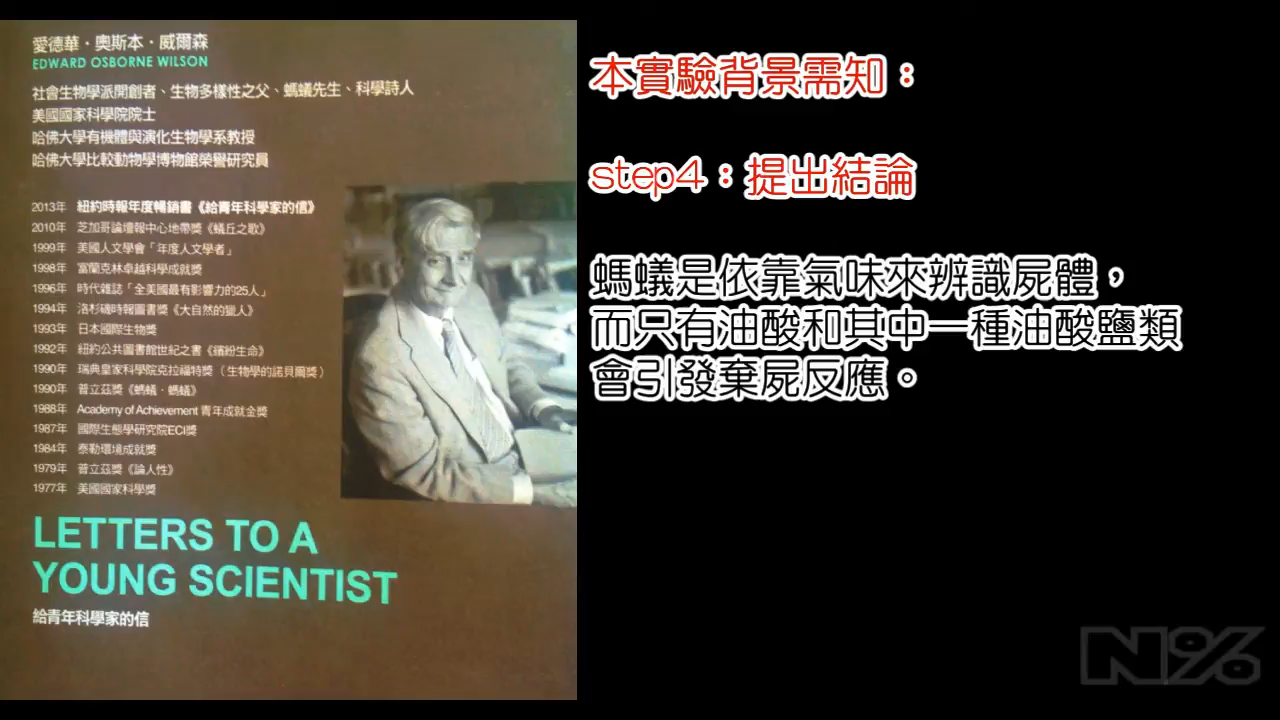 愛德華・奧斯本・威爾森
EDWARD OSBORNE WILSON
社會生物學派開創者、生物多樣性之父、螞蟻先生、科學詩人
美國國家科學院院士
哈佛大學有機體與演化生物學系教授
哈佛大學比較動物學博物館榮譽研究員
2013年 紐約時報年度暢銷書《給青年科學家的信》
2010年 芝加哥論壇報中心地帶獎《蟻丘之歌》
1999年 美國人文學會「年度人文學者」
1998年 富蘭克林卓越科學成就獎
1996年 時代雜誌「全美國最有影響力的25人」
1994年 洛杉磯時報圖書獎《大自然的獵人》
1993年 日本國際生物獎
1992年 紐約公共圖書館世紀之書《繽紛生命》
1990年 瑞典皇家科學院克拉福特獎（生物學的諾貝爾獎）
1990年 普立茲獎《螞蟻・螞蟻》
1988年 Academy of Achievement 青年成就金獎
1987年 國際生態學研究院ECI獎
1984年 泰勒環境成就獎
1979年 普立茲獎《論人性》
1977年 美國國家科學獎
LETTERS TO A
YOUNG SCIENTIST
給青年科學家的信
本實驗背景需知：
step4：提出結論
螞蟻是依靠氣味來辨識屍體，
而只有油酸和其中一種油酸鹽類
會引發棄屍反應。
N%